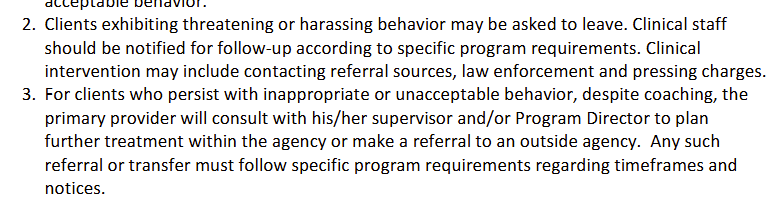 acceptable behavior.
2. Clients exhibiting threatening or harassing behavior may be asked to leave. Clinical staff
should be notified for follow-up according to specific program requirements. Clinical
intervention may include contacting referral sources, law enforcement and pressing charges.
3. For clients who persist with inappropriate or unacceptable behavior, despite coaching, the
primary provider will consult with his/her supervisor and/or Program Director to plan
further treatment within the agency or make a referral to an outside agency.  Any such
referral or transfer must follow specific program requirements regarding timeframes and
notices.